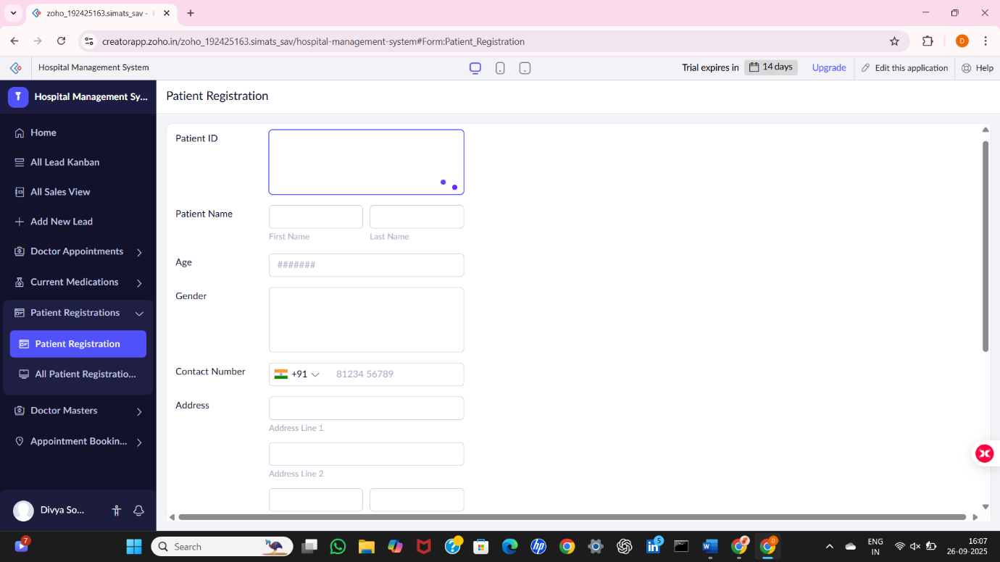 zoho_192425163.simats_sav -
creatorapp.zoho.in/zoho_192425163.simats_sav/hospital-management-system#Form:Patient_Registration
Hospital Management System
Trial expires in
14 days
Upgrade
Edit this application
Help
Hospital Management Sy...
Patient Registration
Home
All Lead Kanban
All Sales View
Add New Lead
Doctor Appointments
Current Medications
Patient Registrations
Patient Registration
All Patient Registratio...
Doctor Masters
Appointment Bookin...
Divya So...
Patient ID
Patient Name
First Name
Last Name
Age
#######
Gender
Contact Number
+91
81234 56789
Address
Address Line 1
Address Line 2
7
Search
5
ENG
IN
16:07
26-09-2025